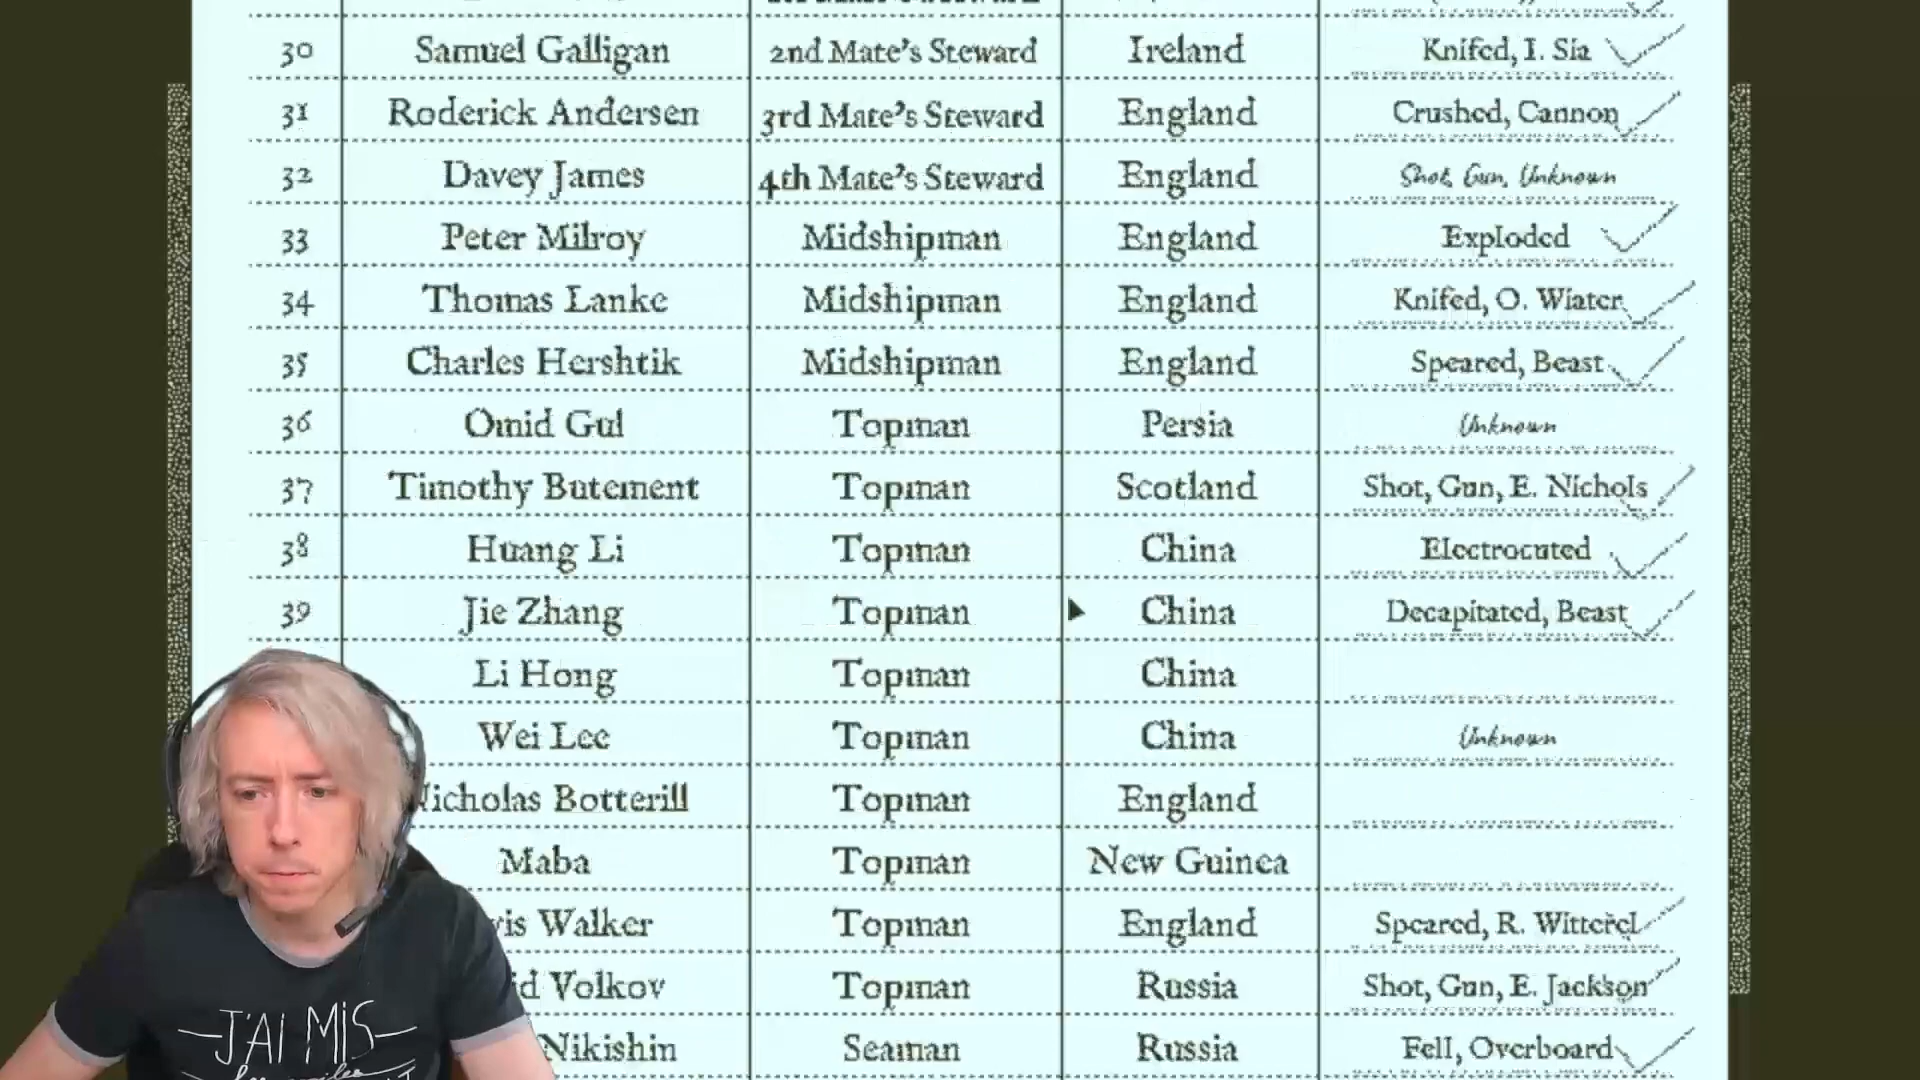 30 Samuel Galligan 2nd Mate's Steward Ireland Knifed, I. Sia
31 Roderick Andersen 3rd Mate's Steward England Crushed, Cannon
32 Davey James 4th Mate's Steward England Shot, Gun, Unknown
33 Peter Milroy Midshipman England Exploded
34 Thomas Lanke Midshipman England Knifed, O. Wiater
35 Charles Hershtik Midshipman England Speared, Beast
36 Omid Gul Topman Persia Unknown
37 Timothy Butement Topman Scotland Shot, Gun, E. Nichols
38 Huang Li Topman China Electrocuted
39 Jie Zhang Topman China Decapitated, Beast
Li Hong Topman China
Wei Lee Topman China Unknown
Nicholas Botterill Topman England
Maba Topman New Guinea
Walker Topman England Speared, R. Witterel
Volkov Topman Russia Shot, Gun, E. Jackson
Nikishin Seaman Russia Fell, Overboard
J'AI MIS